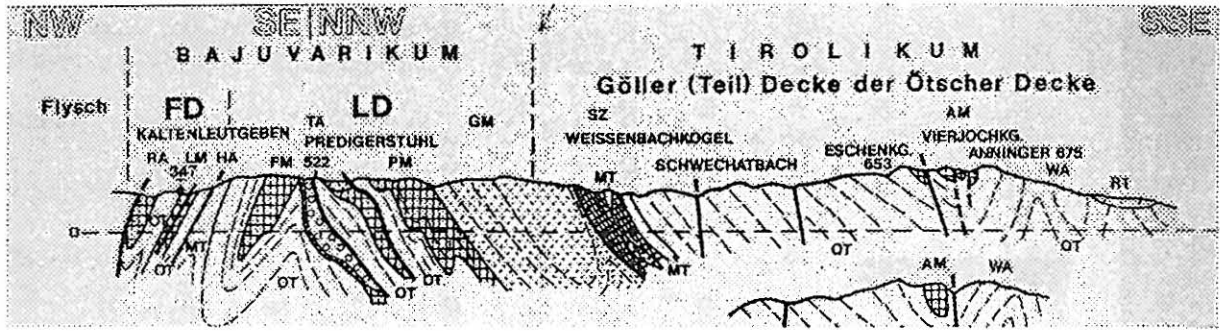 NW SE NNW SSE
BAJUVARIKUM TIROLIKUM
Göller (Teil) Decke der Ötscher Decke
Flysch FD LD
TA GM SZ AM
KALTENLEUTGEBEN PREDIGERSTUHL WEISSENBACHKOGEL VIERJOCHKG.
RA LM HA FM 522 PM MT SCHWECHATBACH ESCHENKG. ANNINGER 675
347 653 WA RT
0
OT MT OT OT OT OT MT OT OT
AM WA